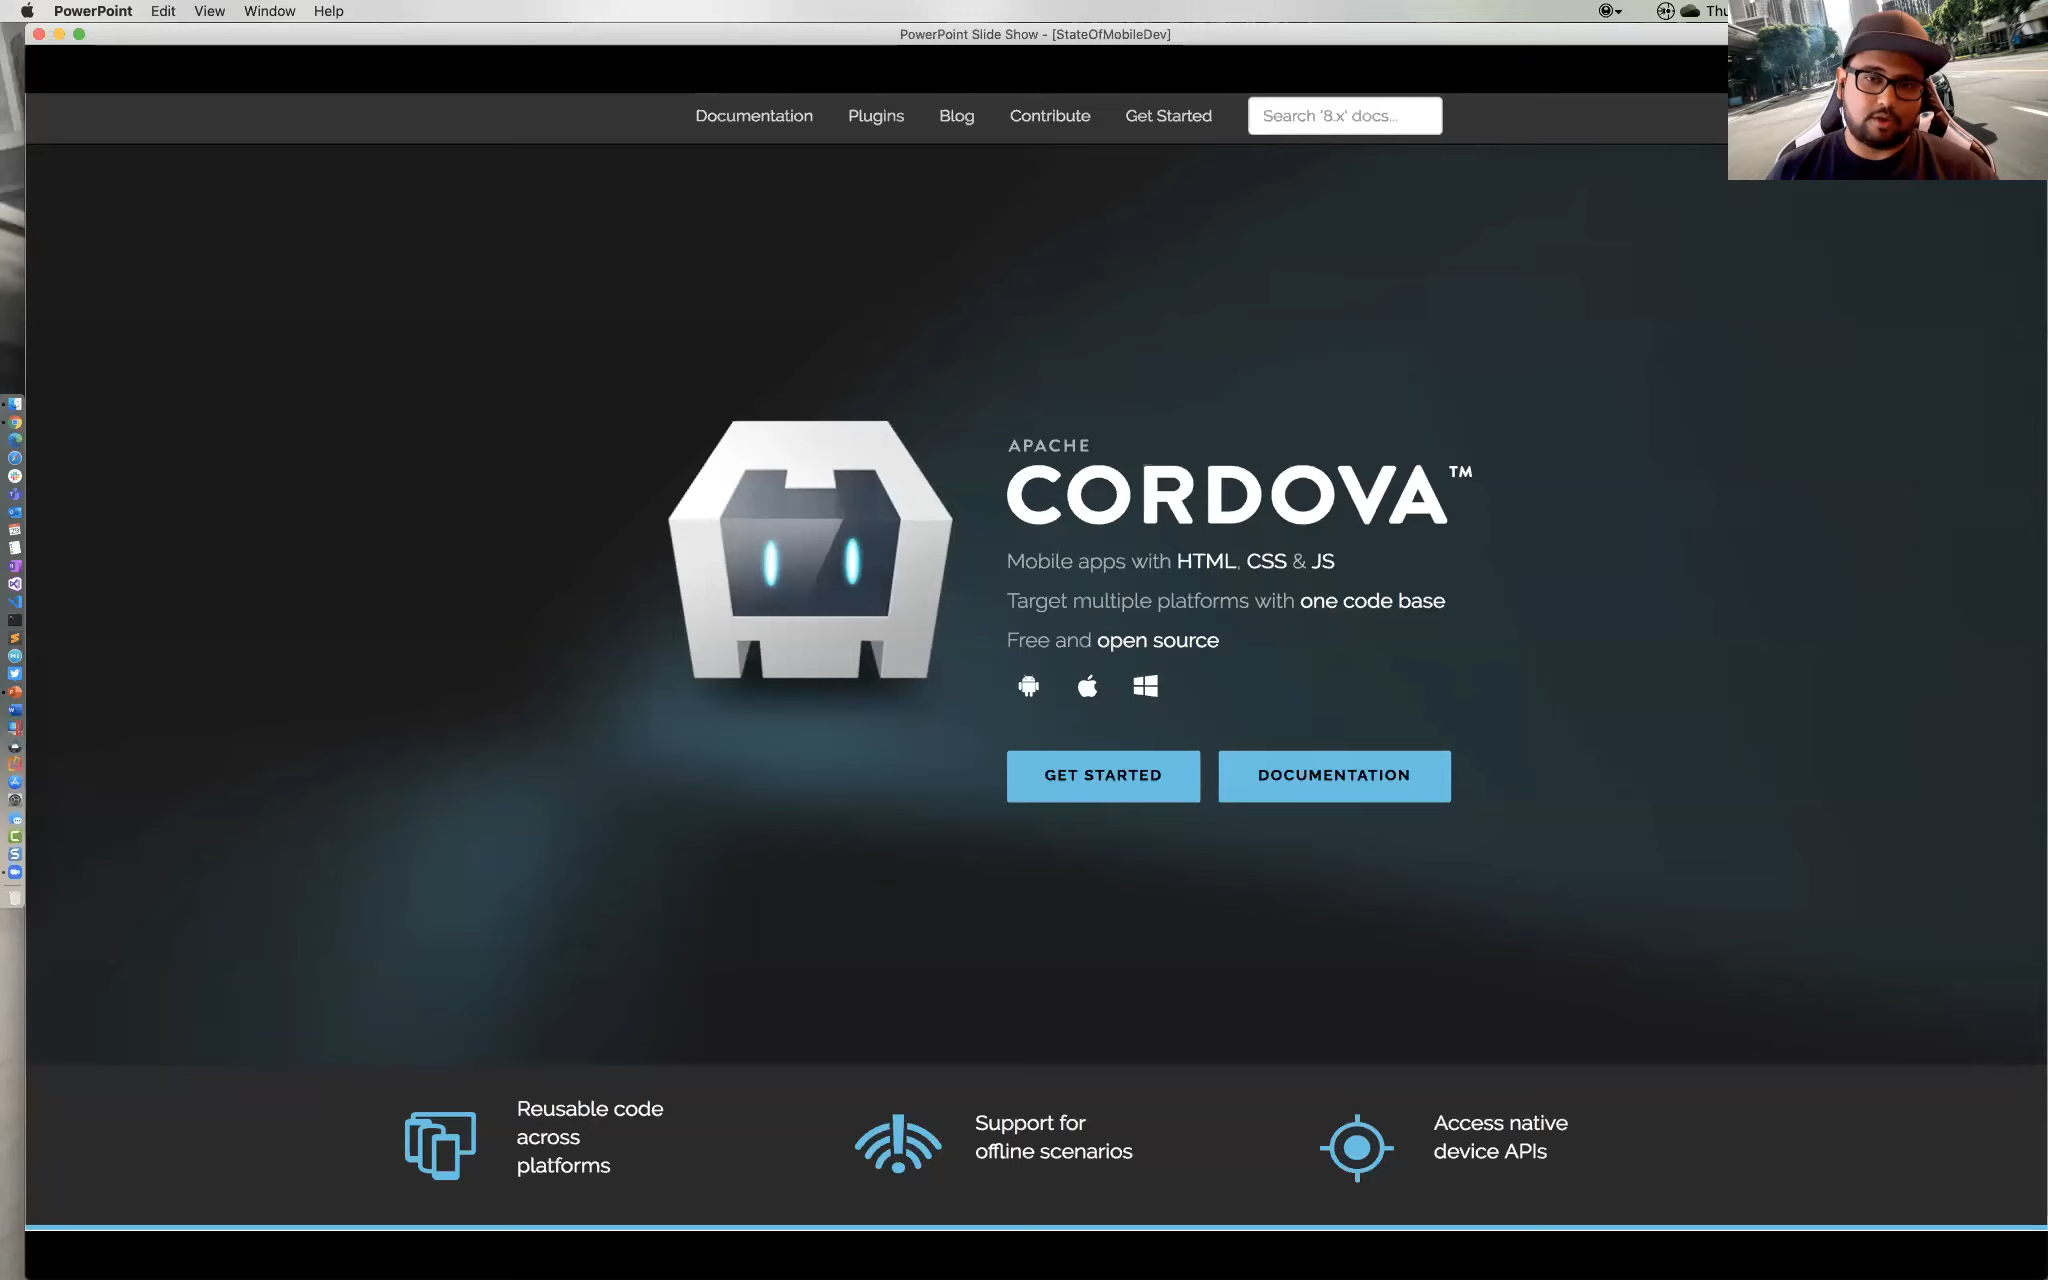 PowerPoint Edit View Window Help
Thu
PowerPoint Slide Show - [StateOfMobileDev]
Documentation Plugins Blog Contribute Get Started Search '8.x' docs...
APACHE
CORDOVA™
Mobile apps with HTML, CSS & JS
Target multiple platforms with one code base
Free and open source
GET STARTED DOCUMENTATION
Reusable code
across
platforms
Support for
offline scenarios
Access native
device APIs